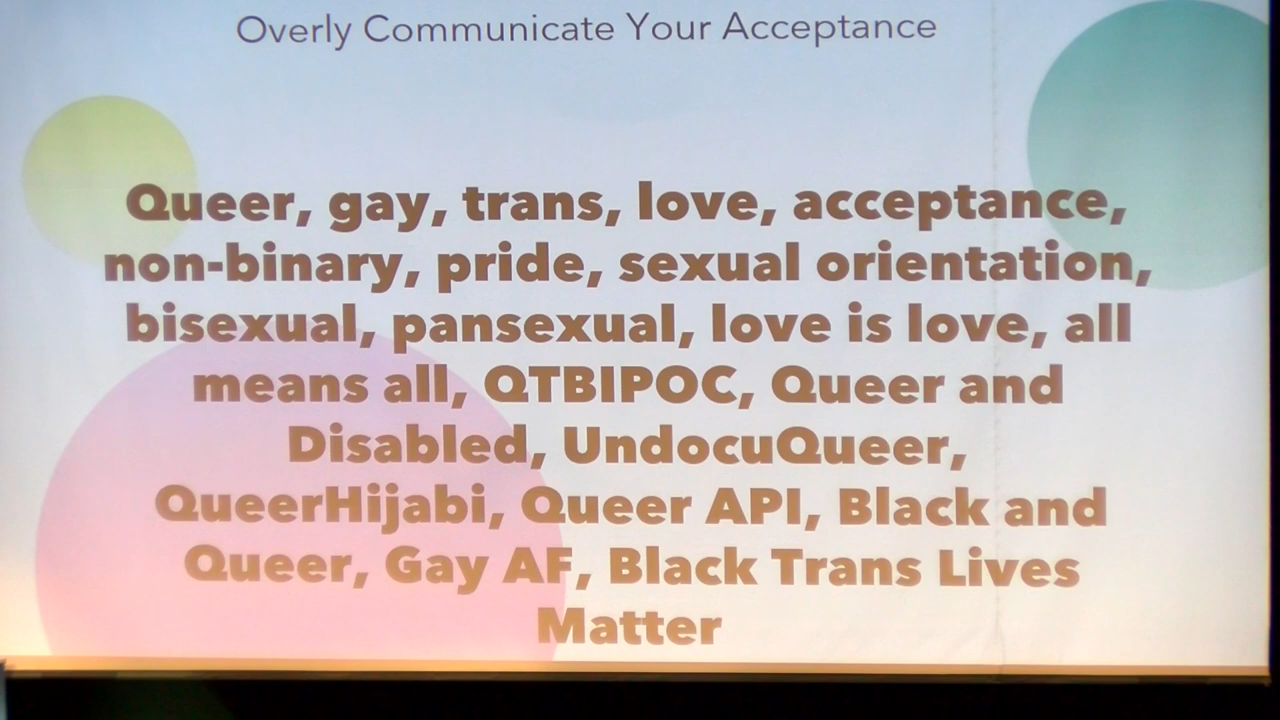 Overly Communicate Your Acceptance
Queer, gay, trans, love, acceptance,
non-binary, pride, sexual orientation,
bisexual, pansexual, love is love, all
means all, QTBIPOC, Queer and
Disabled, UndocuQueer,
QueerHijabi, Queer API, Black and
Queer, Gay AF, Black Trans Lives
Matter